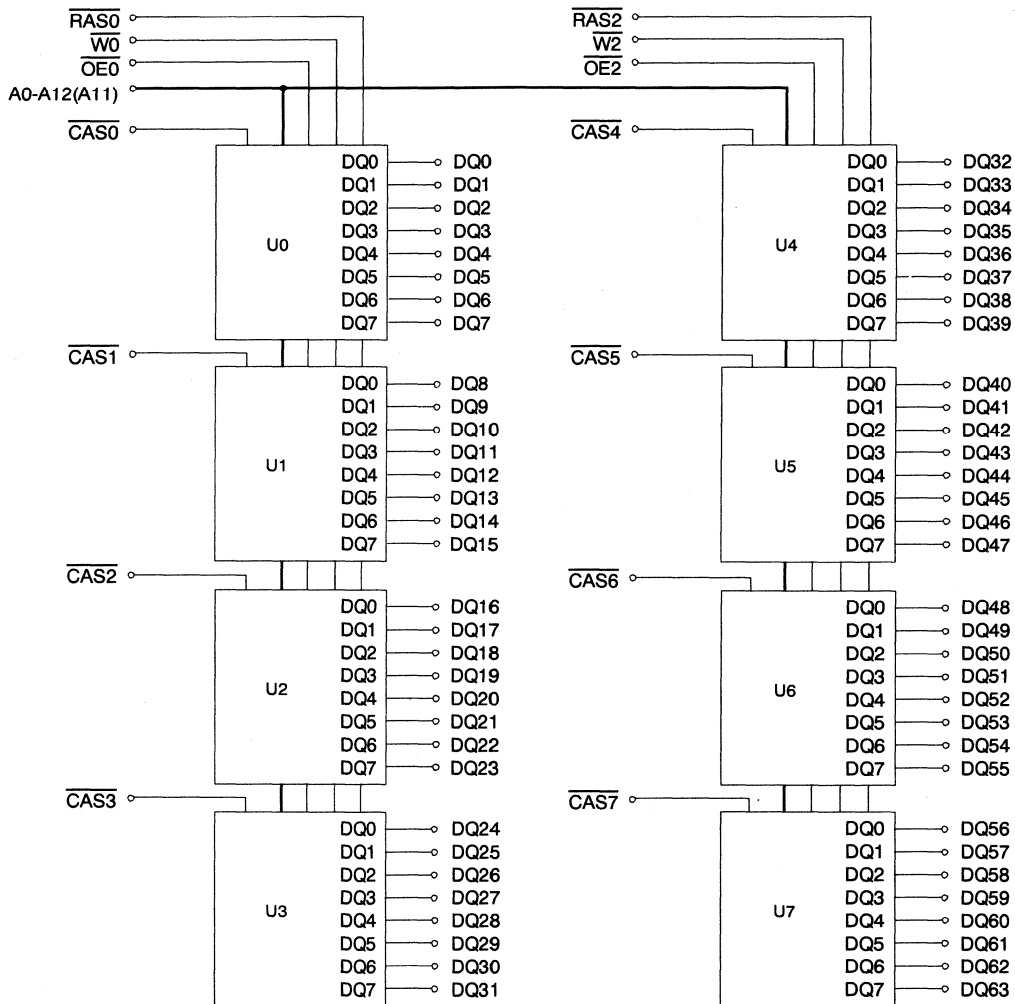 RAS0
W0
OE0
A0-A12(A11)
CAS0
U0
DQ0 DQ0
DQ1 DQ1
DQ2 DQ2
DQ3 DQ3
DQ4 DQ4
DQ5 DQ5
DQ6 DQ6
DQ7 DQ7
CAS1
U1
DQ0 DQ8
DQ1 DQ9
DQ2 DQ10
DQ3 DQ11
DQ4 DQ12
DQ5 DQ13
DQ6 DQ14
DQ7 DQ15
CAS2
U2
DQ0 DQ16
DQ1 DQ17
DQ2 DQ18
DQ3 DQ19
DQ4 DQ20
DQ5 DQ21
DQ6 DQ22
DQ7 DQ23
CAS3
U3
DQ0 DQ24
DQ1 DQ25
DQ2 DQ26
DQ3 DQ27
DQ4 DQ28
DQ5 DQ29
DQ6 DQ30
DQ7 DQ31
RAS2
W2
OE2
CAS4
U4
DQ0 DQ32
DQ1 DQ33
DQ2 DQ34
DQ3 DQ35
DQ4 DQ36
DQ5 DQ37
DQ6 DQ38
DQ7 DQ39
CAS5
U5
DQ0 DQ40
DQ1 DQ41
DQ2 DQ42
DQ3 DQ43
DQ4 DQ44
DQ5 DQ45
DQ6 DQ46
DQ7 DQ47
CAS6
U6
DQ0 DQ48
DQ1 DQ49
DQ2 DQ50
DQ3 DQ51
DQ4 DQ52
DQ5 DQ53
DQ6 DQ54
DQ7 DQ55
CAS7
U7
DQ0 DQ56
DQ1 DQ57
DQ2 DQ58
DQ3 DQ59
DQ4 DQ60
DQ5 DQ61
DQ6 DQ62
DQ7 DQ63